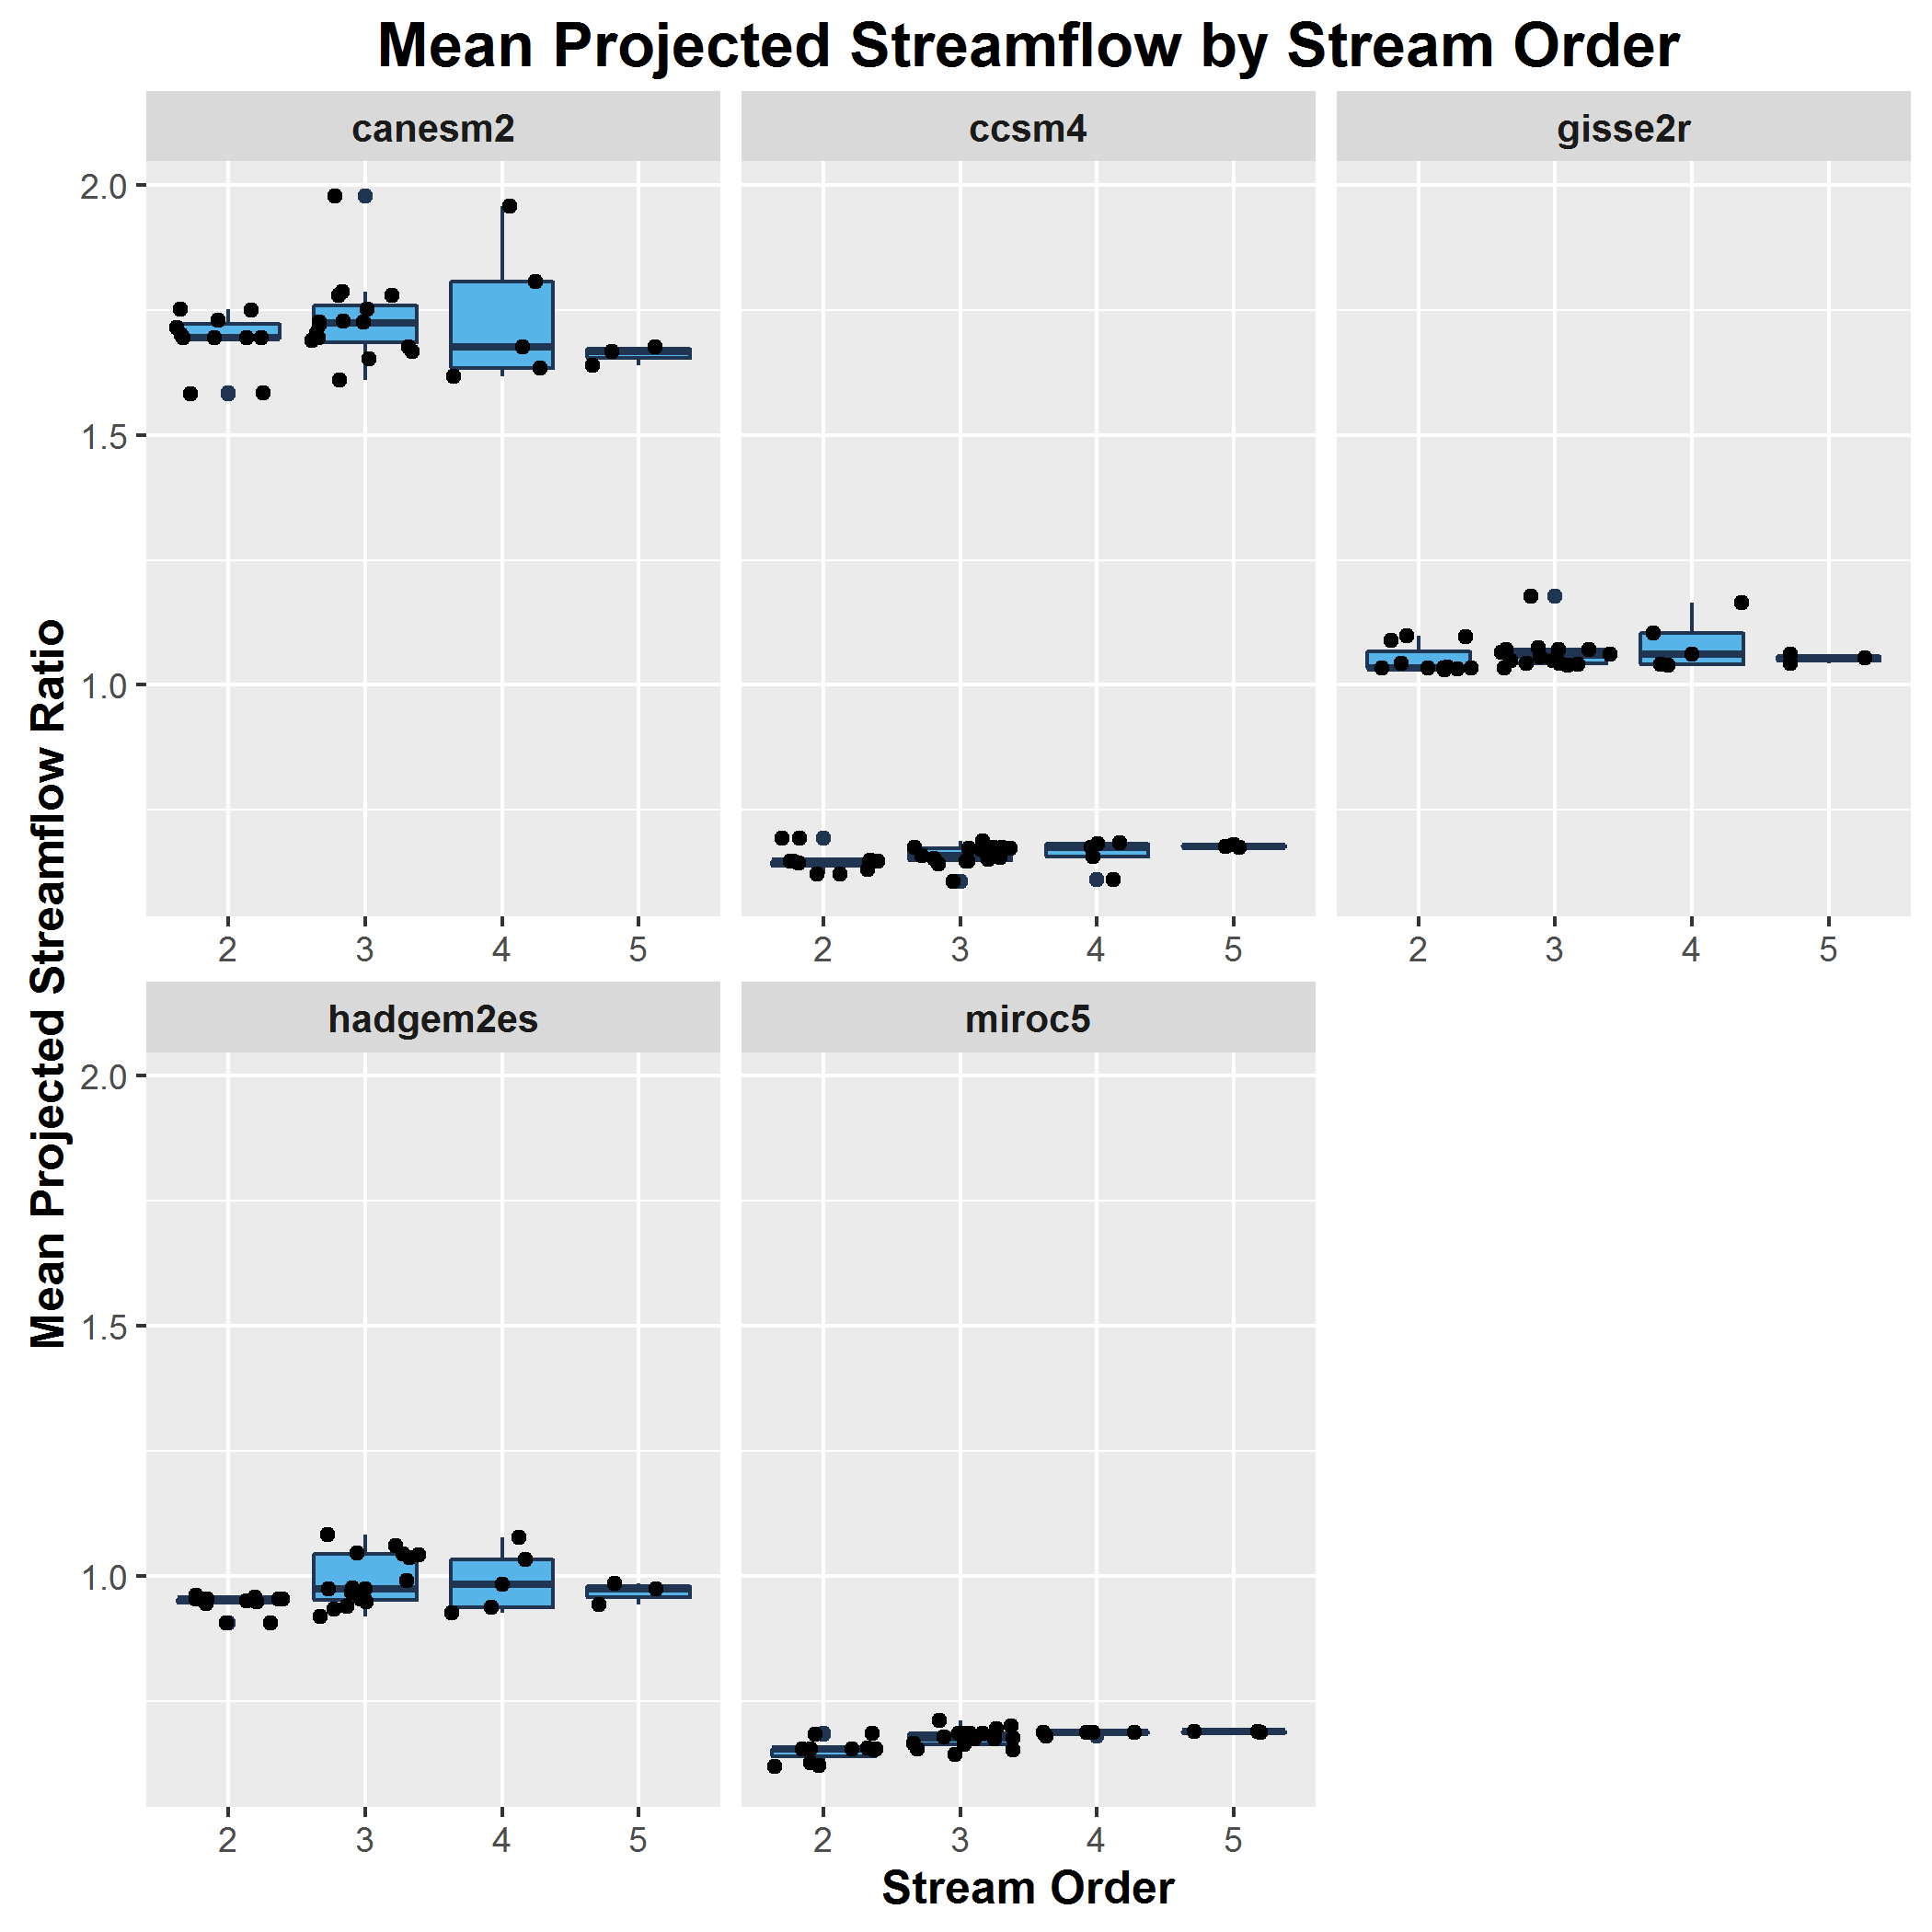 Mean Projected Streamflow by Stream Order
canesm2 ccsm4 gisse2r
2.0
1.5
1.0
2 3 4 5 2 3 4 5 2 3 4 5
Mean Projected Streamflow Ratio
hadgem2es miroc5
2.0
1.5
1.0
2 3 4 5 2 3 4 5
Stream Order